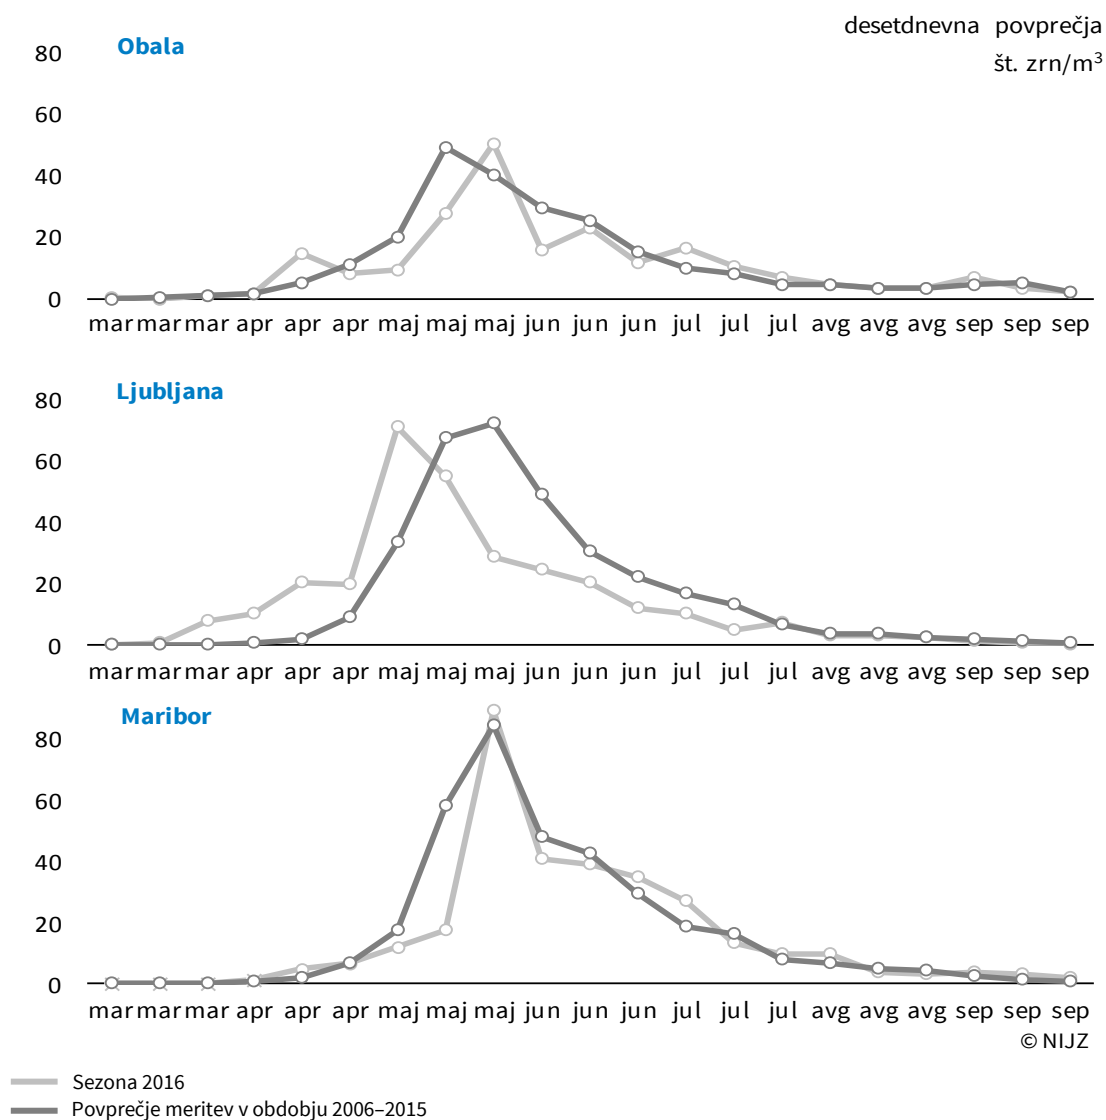 desetdnevna povprečja
št. zrn/m³
Obala
80
60
40
20
0
mar mar mar apr apr apr maj maj maj jun jun jun jul jul jul avg avg avg sep sep sep
Ljubljana
80
60
40
20
0
mar mar mar apr apr apr maj maj maj jun jun jun jul jul jul avg avg avg sep sep sep
Maribor
80
60
40
20
0
mar mar mar apr apr apr maj maj maj jun jun jun jul jul jul avg avg avg sep sep sep
© NIJZ
Sezona 2016
Povprečje meritev v obdobju 2006–2015